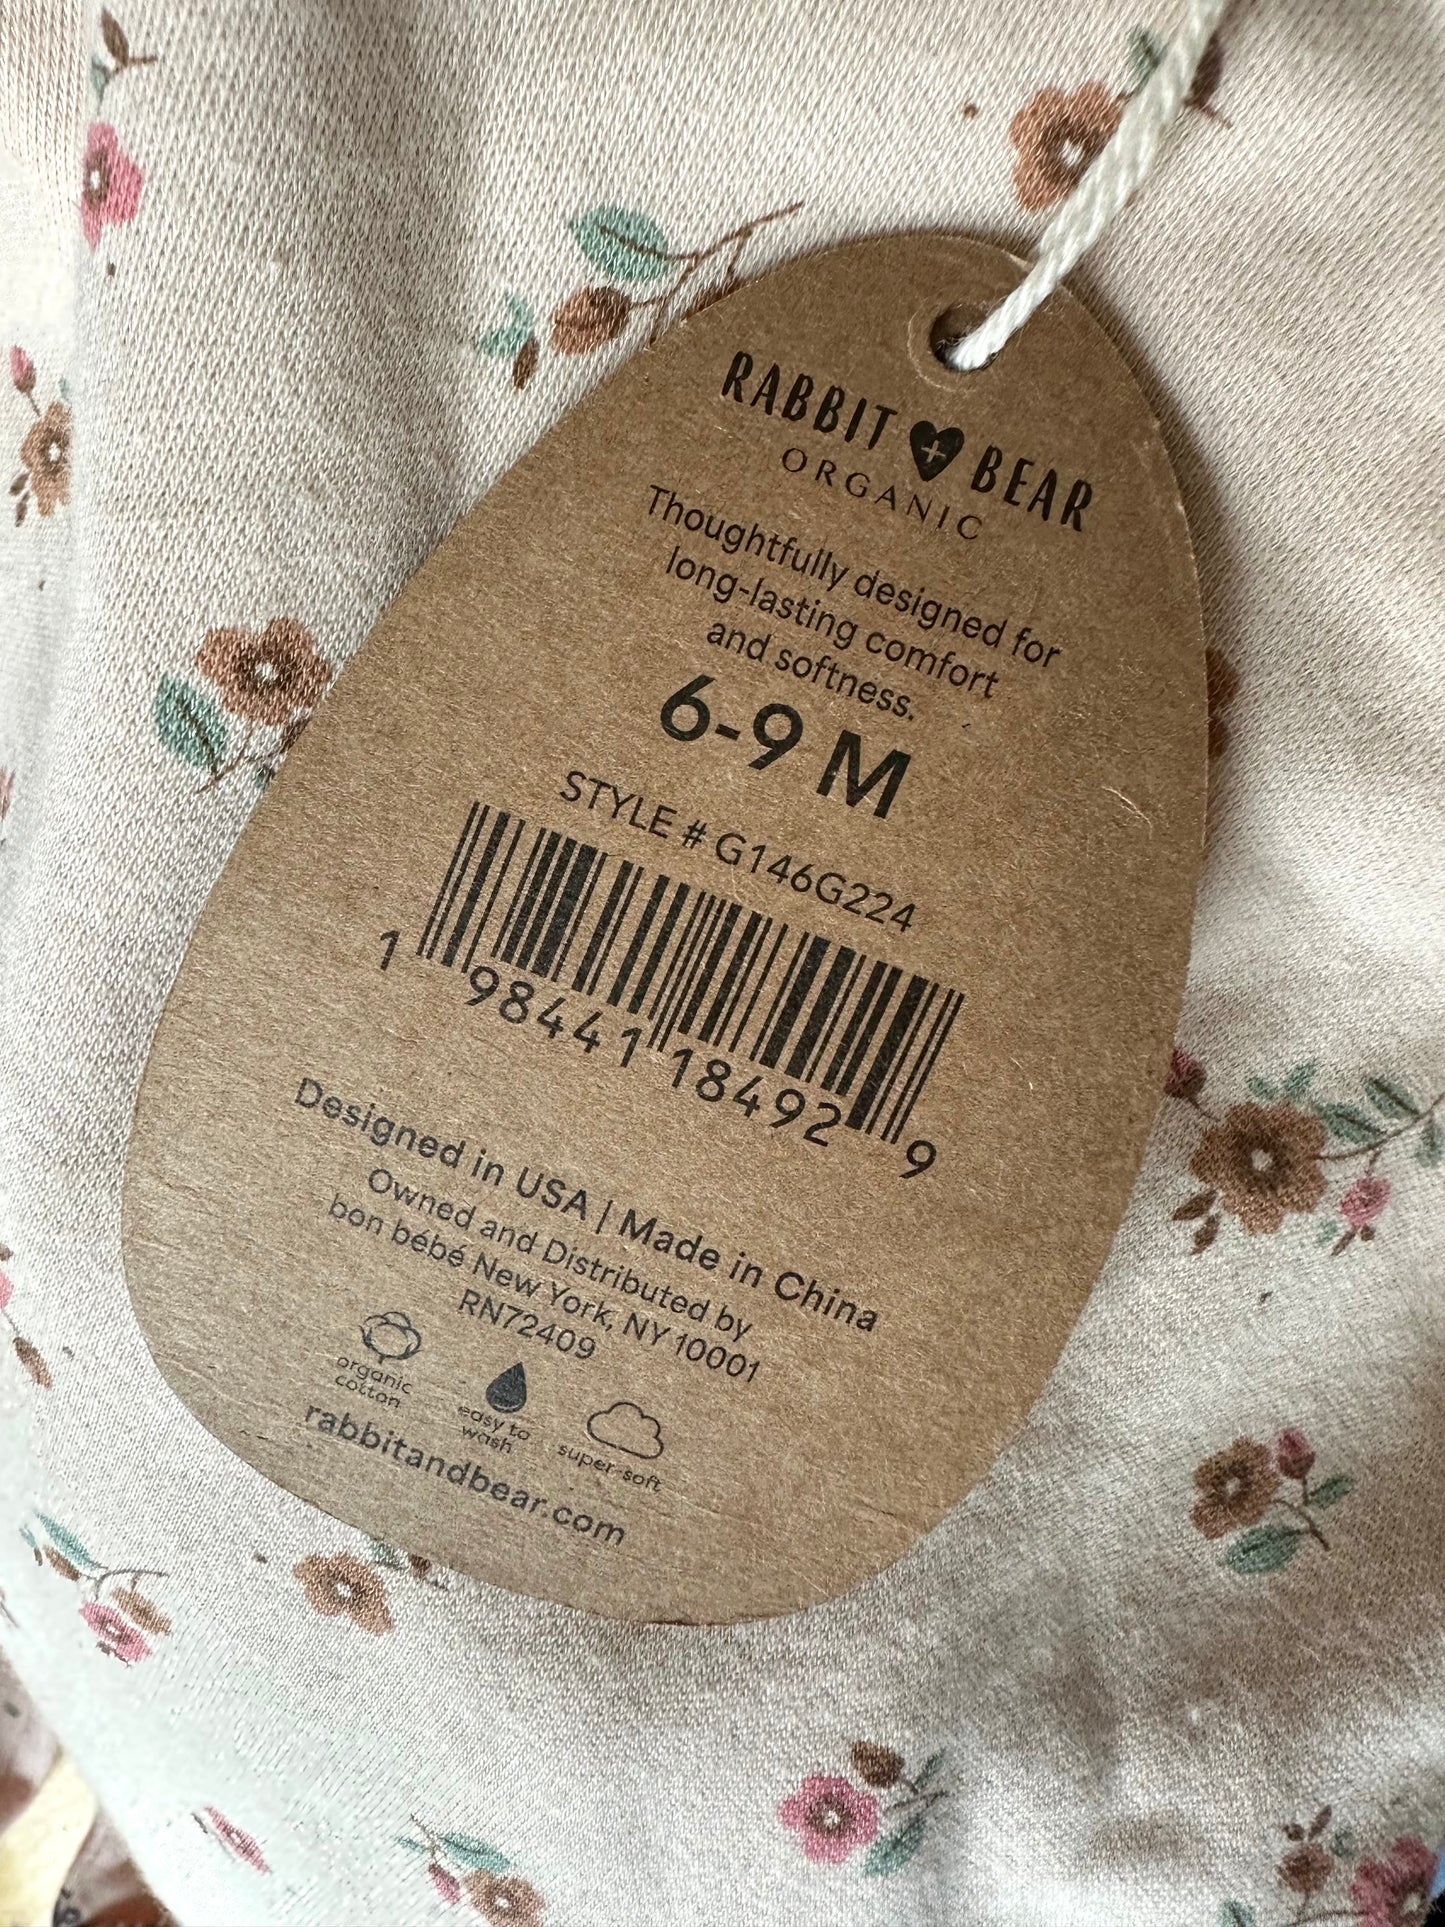 RABBIT + BEAR
ORGANIC
Thoughtfully designed for
long-lasting comfort
and softness.
6-9 M
STYLE # G146G224
1 98441 18492 9
Designed in USA | Made in China
Owned and Distributed by
bon bébé New York, NY 10001
RN72409
organic
cotton
easy to
wash
super-soft
rabbitandbear.com